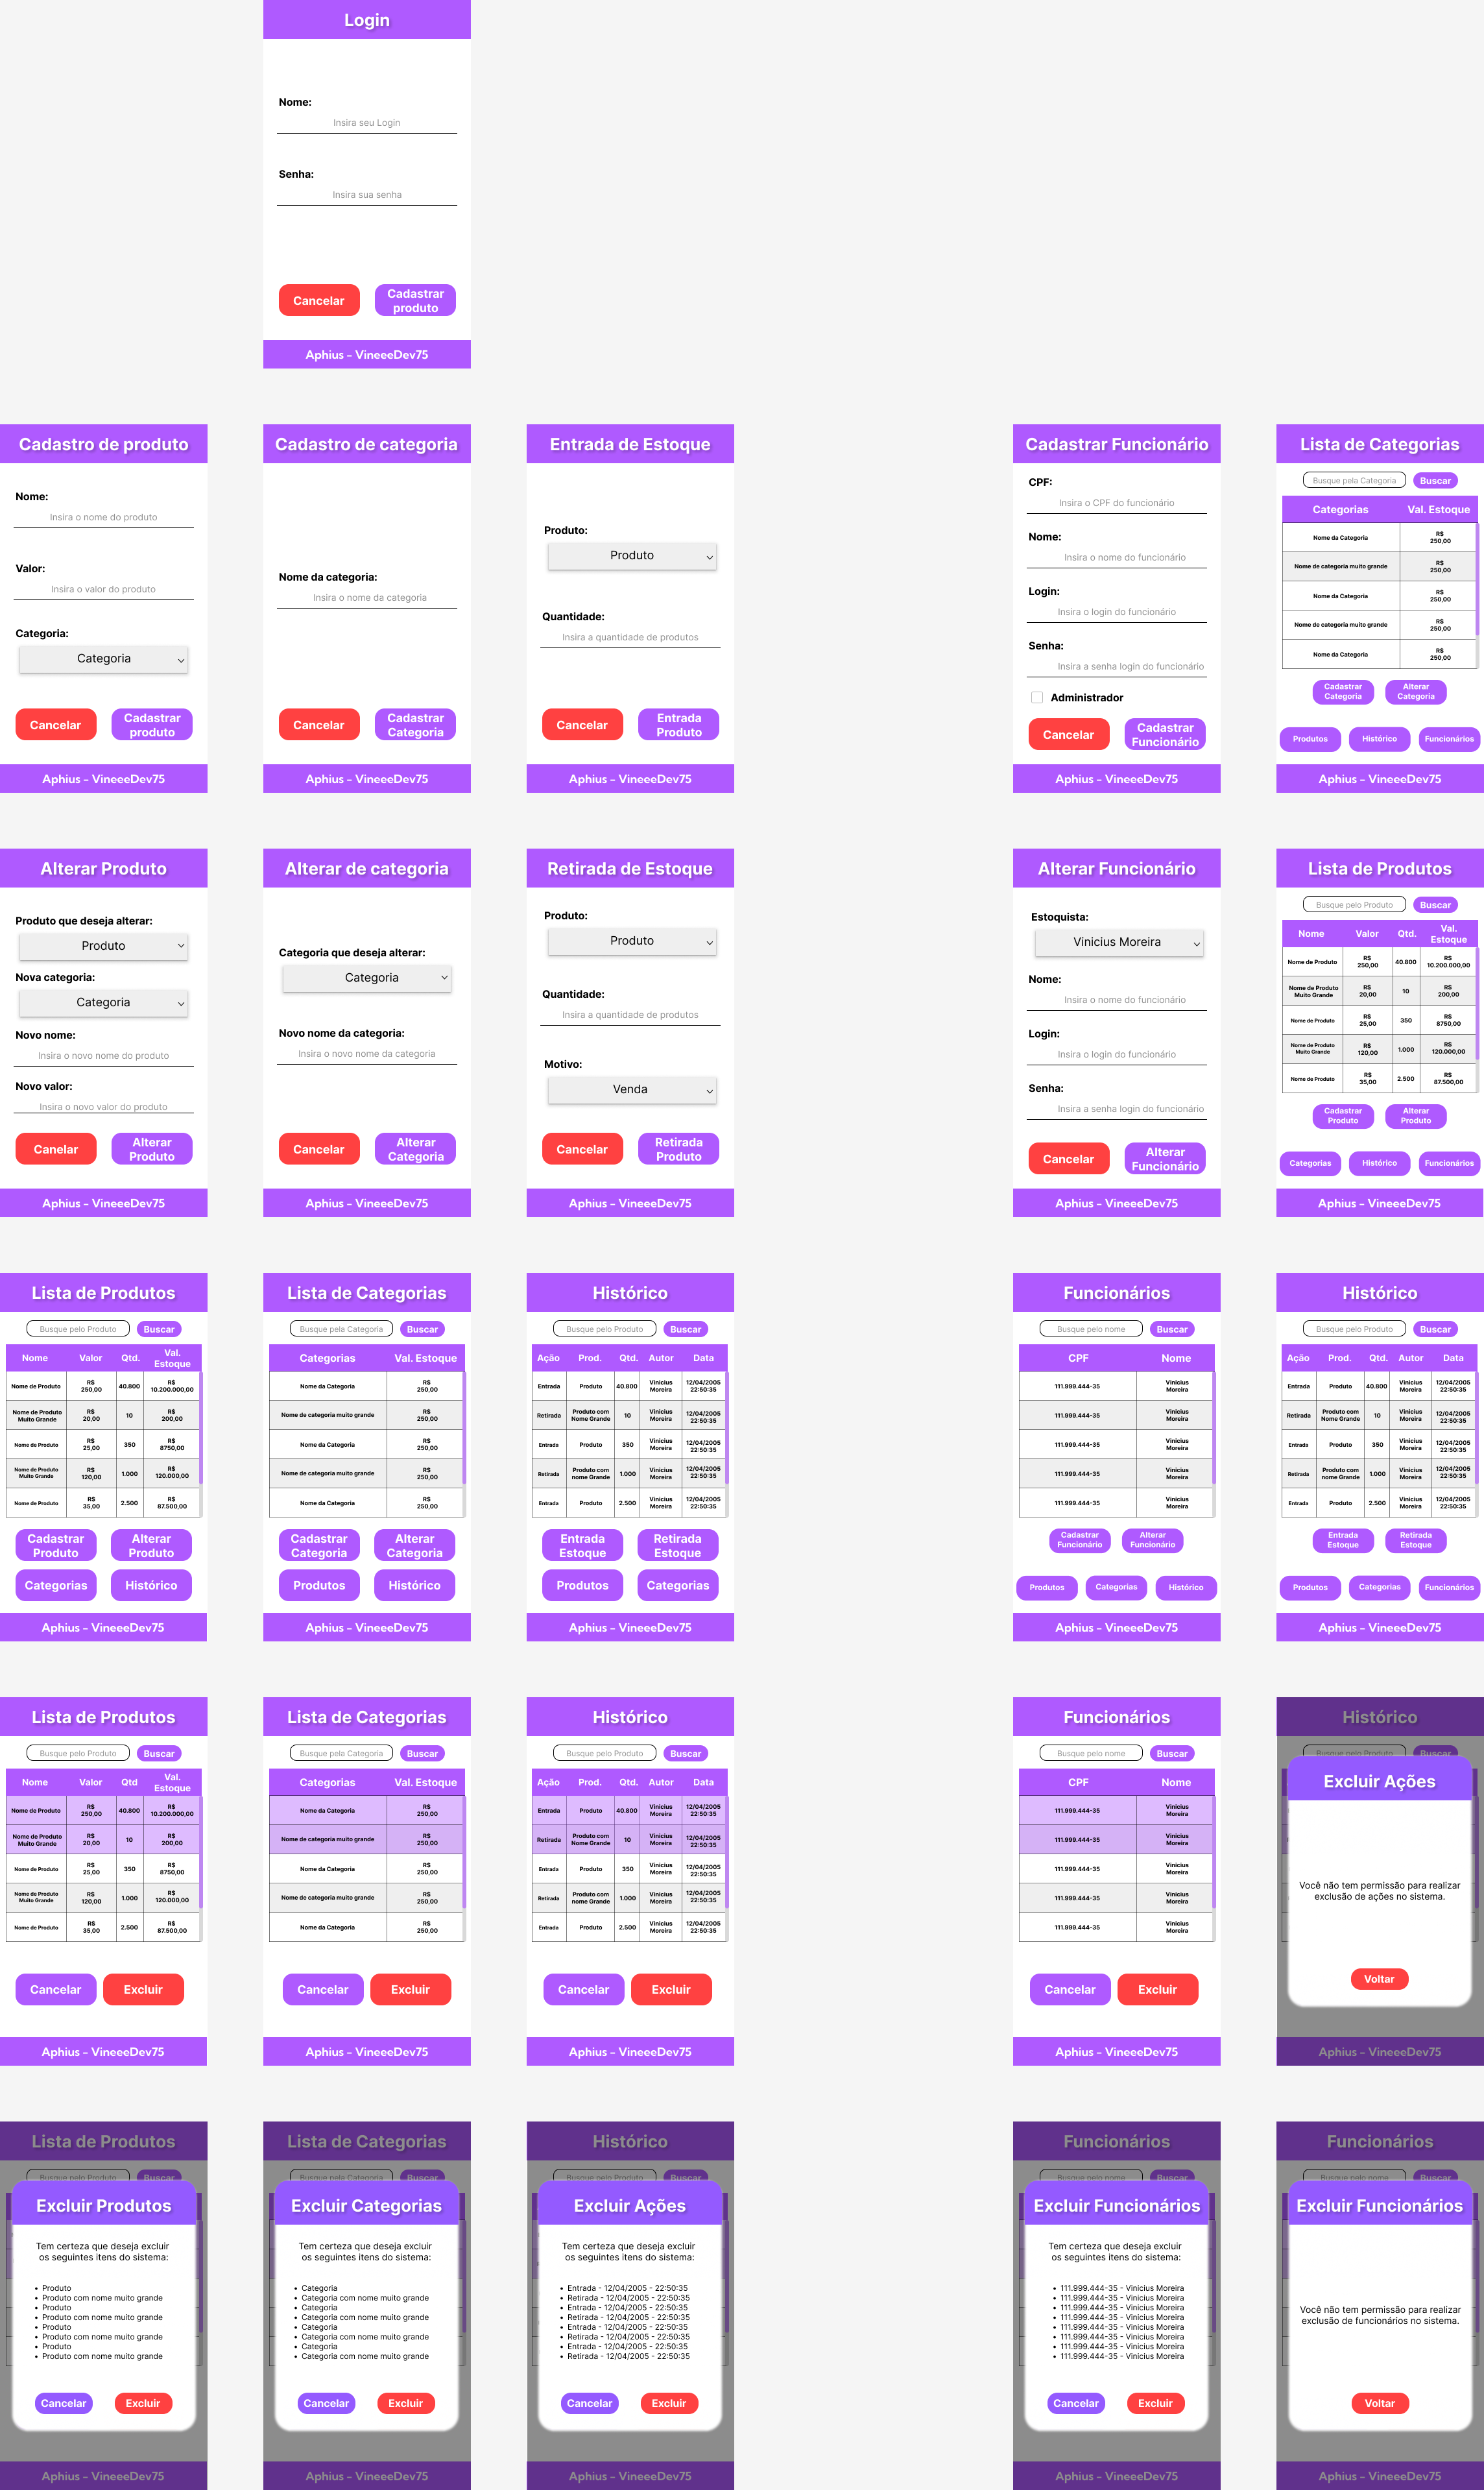 Login
Nome:
Insira seu Login
Senha:
Insira sua senha
Cancelar
Cadastrar
produto
Aphius - VineeeDev75
Cadastro de produto
Nome:
Insira o nome do produto
Valor:
Insira o valor do produto
Categoria:
Categoria
Cancelar
Cadastrar
produto
Aphius - VineeeDev75
Cadastro de categoria
Nome da categoria:
Insira o nome da categoria
Cancelar
Cadastrar
Categoria
Aphius - VineeeDev75
Entrada de Estoque
Produto:
Produto
Quantidade:
Insira a quantidade de produtos
Cancelar
Entrada
Produto
Aphius - VineeeDev75
Cadastrar Funcionário
CPF:
Insira o CPF do funcionário
Nome:
Insira o nome do funcionário
Login:
Insira o login do funcionário
Senha:
Insira a senha login do funcionário
Administrador
Cancelar
Cadastrar
Funcionário
Aphius - VineeeDev75
Lista de Categorias
Busque pela Categoria Buscar
Categorias Val. Estoque
Nome da Categoria R$ 250,00
Nome de categoria muito grande R$ 250,00
Nome da Categoria R$ 250,00
Nome de categoria muito grande R$ 250,00
Nome da Categoria R$ 250,00
Cadastrar
Categoria
Alterar
Categoria
Produtos Histórico Funcionários
Aphius - VineeeDev75
Alterar Produto
Produto que deseja alterar:
Produto
Nova categoria:
Categoria
Novo nome:
Insira o novo nome do produto
Novo valor:
Insira o novo valor do produto
Canelar
Alterar
Produto
Aphius - VineeeDev75
Alterar de categoria
Categoria que deseja alterar:
Categoria
Novo nome da categoria:
Insira o novo nome da categoria
Cancelar
Alterar
Categoria
Aphius - VineeeDev75
Retirada de Estoque
Produto:
Produto
Quantidade:
Insira a quantidade de produtos
Motivo:
Venda
Cancelar
Retirada
Produto
Aphius - VineeeDev75
Alterar Funcionário
Estoquista:
Vinicius Moreira
Nome:
Insira o nome do funcionário
Login:
Insira o login do funcionário
Senha:
Insira a senha login do funcionário
Cancelar
Alterar
Funcionário
Aphius - VineeeDev75
Lista de Produtos
Busque pelo Produto Buscar
Nome Valor Qtd. Val. Estoque
Nome de Produto R$ 250,00 40.800 R$ 10.200.000,00
Nome de Produto Muito Grande R$ 20,00 10 R$ 200,00
Nome de Produto R$ 25,00 350 R$ 8750,00
Nome de Produto Muito Grande R$ 120,00 1.000 R$ 120.000,00
Nome de Produto R$ 35,00 2.500 R$ 87.500,00
Cadastrar
Produto
Alterar
Produto
Categorias Histórico Funcionários
Aphius - VineeeDev75
Lista de Produtos
Busque pelo Produto Buscar
Nome Valor Qtd. Val. Estoque
Nome de Produto R$ 250,00 40.800 R$ 10.200.000,00
Nome de Produto Muito Grande R$ 20,00 10 R$ 200,00
Nome de Produto R$ 25,00 350 R$ 8750,00
Nome de Produto Muito Grande R$ 120,00 1.000 R$ 120.000,00
Nome de Produto R$ 35,00 2.500 R$ 87.500,00
Cadastrar
Produto
Alterar
Produto
Categorias Histórico
Aphius - VineeeDev75
Lista de Categorias
Busque pela Categoria Buscar
Categorias Val. Estoque
Nome da Categoria R$ 250,00
Nome de categoria muito grande R$ 250,00
Nome da Categoria R$ 250,00
Nome de categoria muito grande R$ 250,00
Nome da Categoria R$ 250,00
Cadastrar
Categoria
Alterar
Categoria
Produtos Histórico
Aphius - VineeeDev75
Histórico
Busque pelo Produto Buscar
Ação Prod. Qtd. Autor Data
Entrada Produto 40.800 Vinicius Moreira 12/04/2005 22:50:35
Retirada Produto com Nome Grande 10 Vinicius Moreira 12/04/2005 22:50:35
Entrada Produto 350 Vinicius Moreira 12/04/2005 22:50:35
Retirada Produto com nome Grande 1.000 Vinicius Moreira 12/04/2005 22:50:35
Entrada Produto 2.500 Vinicius Moreira 12/04/2005 22:50:35
Entrada
Estoque
Retirada
Estoque
Produtos Categorias
Aphius - VineeeDev75
Funcionários
Busque pelo nome Buscar
CPF Nome
111.999.444-35 Vinicius Moreira
111.999.444-35 Vinicius Moreira
111.999.444-35 Vinicius Moreira
111.999.444-35 Vinicius Moreira
111.999.444-35 Vinicius Moreira
Cadastrar
Funcionário
Alterar
Funcionário
Produtos Categorias Histórico
Aphius - VineeeDev75
Histórico
Busque pelo Produto Buscar
Ação Prod. Qtd. Autor Data
Entrada Produto 40.800 Vinicius Moreira 12/04/2005 22:50:35
Retirada Produto com Nome Grande 10 Vinicius Moreira 12/04/2005 22:50:35
Entrada Produto 350 Vinicius Moreira 12/04/2005 22:50:35
Retirada Produto com nome Grande 1.000 Vinicius Moreira 12/04/2005 22:50:35
Entrada Produto 2.500 Vinicius Moreira 12/04/2005 22:50:35
Entrada
Estoque
Retirada
Estoque
Produtos Categorias Funcionários
Aphius - VineeeDev75
Lista de Produtos
Busque pelo Produto Buscar
Nome Valor Qtd Val. Estoque
Nome de Produto R$ 250,00 40.800 R$ 10.200.000,00
Nome de Produto Muito Grande R$ 20,00 10 R$ 200,00
Nome de Produto R$ 25,00 350 R$ 8750,00
Nome de Produto Muito Grande R$ 120,00 1.000 R$ 120.000,00
Nome de Produto R$ 35,00 2.500 R$ 87.500,00
Cancelar Excluir
Aphius - VineeeDev75
Lista de Categorias
Busque pela Categoria Buscar
Categorias Val. Estoque
Nome da Categoria R$ 250,00
Nome de categoria muito grande R$ 250,00
Nome da Categoria R$ 250,00
Nome de categoria muito grande R$ 250,00
Nome da Categoria R$ 250,00
Cancelar Excluir
Aphius - VineeeDev75
Histórico
Busque pelo Produto Buscar
Ação Prod. Qtd. Autor Data
Entrada Produto 40.800 Vinicius Moreira 12/04/2005 22:50:35
Retirada Produto com Nome Grande 10 Vinicius Moreira 12/04/2005 22:50:35
Entrada Produto 350 Vinicius Moreira 12/04/2005 22:50:35
Retirada Produto com nome Grande 1.000 Vinicius Moreira 12/04/2005 22:50:35
Entrada Produto 2.500 Vinicius Moreira 12/04/2005 22:50:35
Cancelar Excluir
Aphius - VineeeDev75
Funcionários
Busque pelo nome Buscar
CPF Nome
111.999.444-35 Vinicius Moreira
111.999.444-35 Vinicius Moreira
111.999.444-35 Vinicius Moreira
111.999.444-35 Vinicius Moreira
111.999.444-35 Vinicius Moreira
Cancelar Excluir
Aphius - VineeeDev75
Histórico
Busque pelo Produto Buscar
Excluir Ações
Você não tem permissão para realizar
exclusão de ações no sistema.
Voltar
Aphius - VineeeDev75
Lista de Produtos
Busque pelo Produto Buscar
Excluir Produtos
Tem certeza que deseja excluir
os seguintes itens do sistema:
• Produto
• Produto com nome muito grande
• Produto
• Produto com nome muito grande
• Produto
• Produto com nome muito grande
• Produto
• Produto com nome muito grande
Cancelar Excluir
Aphius - VineeeDev75
Lista de Categorias
Busque pela Categoria Buscar
Excluir Categorias
Tem certeza que deseja excluir
os seguintes itens do sistema:
• Categoria
• Categoria com nome muito grande
• Categoria
• Categoria com nome muito grande
• Categoria
• Categoria com nome muito grande
• Categoria
• Categoria com nome muito grande
Cancelar Excluir
Aphius - VineeeDev75
Histórico
Busque pelo Produto Buscar
Excluir Ações
Tem certeza que deseja excluir
os seguintes itens do sistema:
• Entrada - 12/04/2005 - 22:50:35
• Retirada - 12/04/2005 - 22:50:35
• Entrada - 12/04/2005 - 22:50:35
• Retirada - 12/04/2005 - 22:50:35
• Entrada - 12/04/2005 - 22:50:35
• Retirada - 12/04/2005 - 22:50:35
• Entrada - 12/04/2005 - 22:50:35
• Retirada - 12/04/2005 - 22:50:35
Cancelar Excluir
Aphius - VineeeDev75
Funcionários
Busque pelo nome Buscar
Excluir Funcionários
Tem certeza que deseja excluir
os seguintes itens do sistema:
• 111.999.444-35 - Vinicius Moreira
• 111.999.444-35 - Vinicius Moreira
• 111.999.444-35 - Vinicius Moreira
• 111.999.444-35 - Vinicius Moreira
• 111.999.444-35 - Vinicius Moreira
• 111.999.444-35 - Vinicius Moreira
• 111.999.444-35 - Vinicius Moreira
• 111.999.444-35 - Vinicius Moreira
Cancelar Excluir
Aphius - VineeeDev75
Funcionários
Busque pelo nome Buscar
Excluir Funcionários
Você não tem permissão para realizar
exclusão de funcionários no sistema.
Voltar
Aphius - VineeeDev75